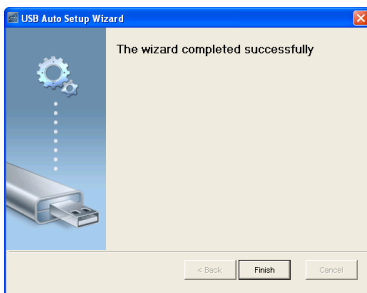 USB Auto Setup Wizard
The wizard completed successfully
< Back Finish Cancel